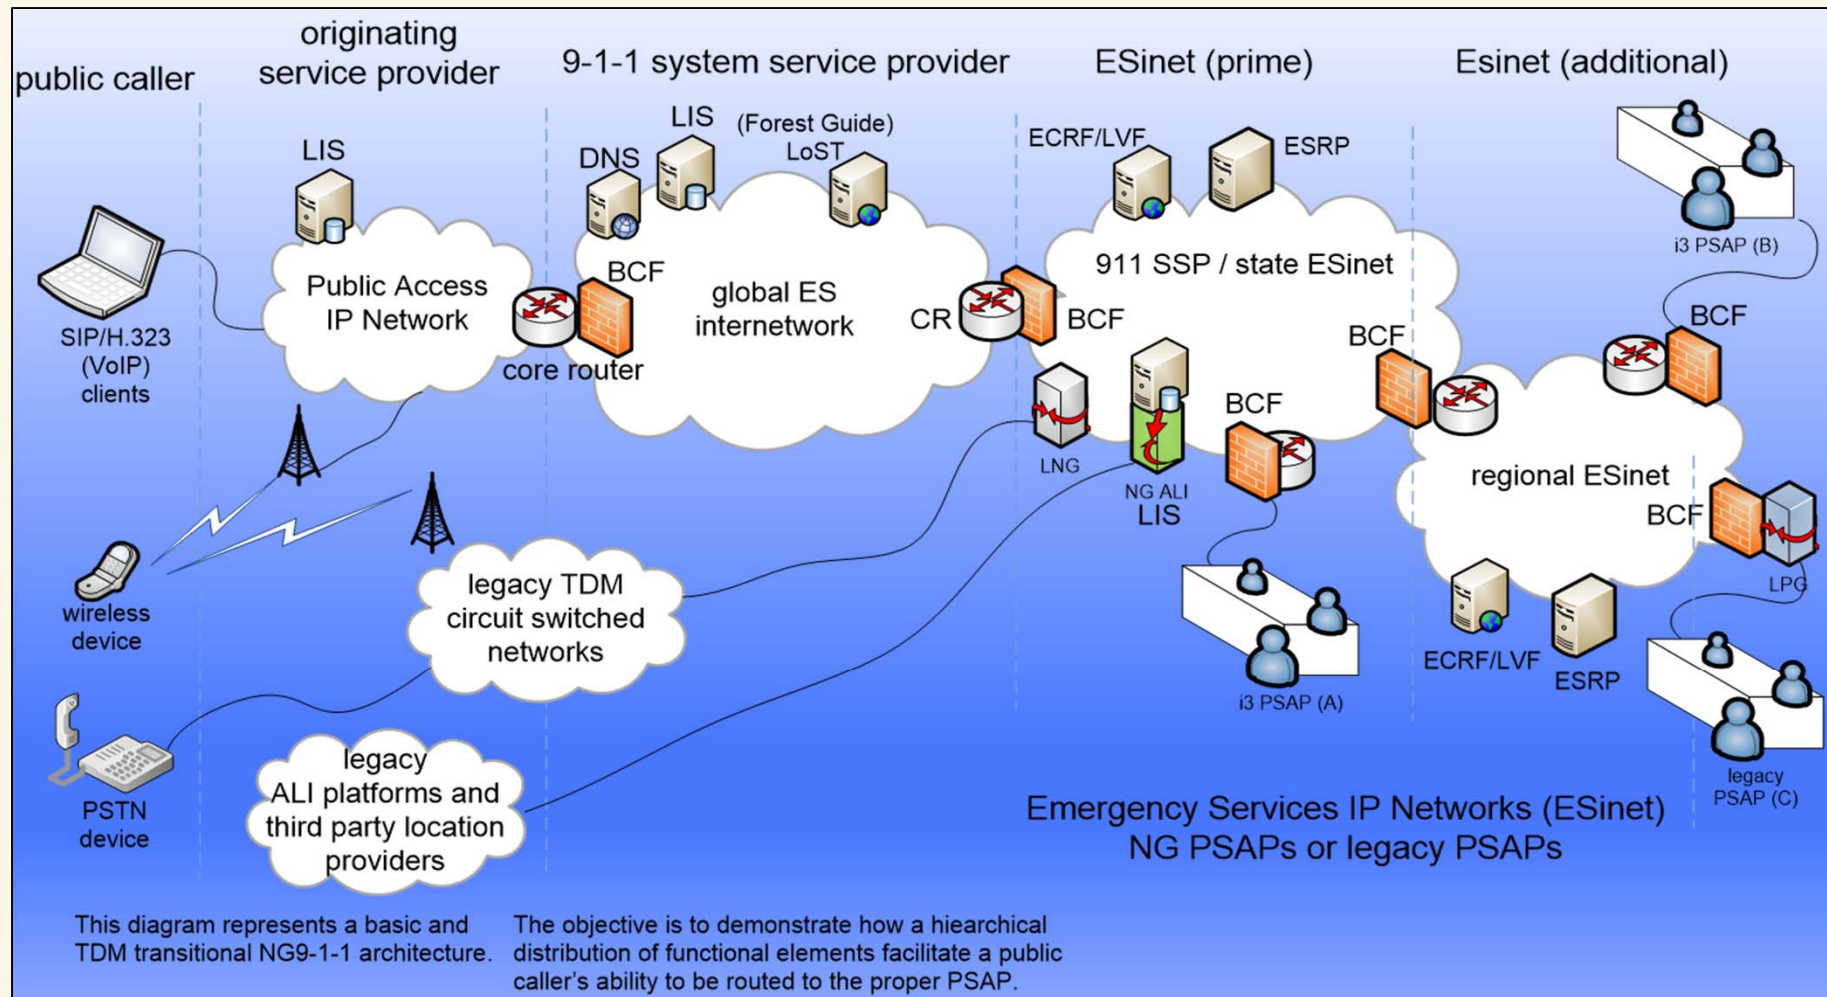 public caller
originating
service provider
9-1-1 system service provider
ESinet (prime)
Esinet (additional)
LIS
Public Access
IP Network
SIP/H.323
(VoIP)
clients
wireless
device
PSTN
device
core router
BCF
DNS
LIS
(Forest Guide)
LoST
global ES
internetwork
CR
BCF
legacy TDM
circuit switched
networks
legacy
ALI platforms and
third party location
providers
ECRF/LVF
ESRP
911 SSP / state ESinet
LNG
NG ALI
LIS
BCF
i3 PSAP (A)
BCF
i3 PSAP (B)
BCF
regional ESinet
BCF
LPG
ECRF/LVF
ESRP
legacy
PSAP (C)
Emergency Services IP Networks (ESinet)
NG PSAPs or legacy PSAPs
This diagram represents a basic and
TDM transitional NG9-1-1 architecture.
The objective is to demonstrate how a hiearchical
distribution of functional elements facilitate a public
caller's ability to be routed to the proper PSAP.